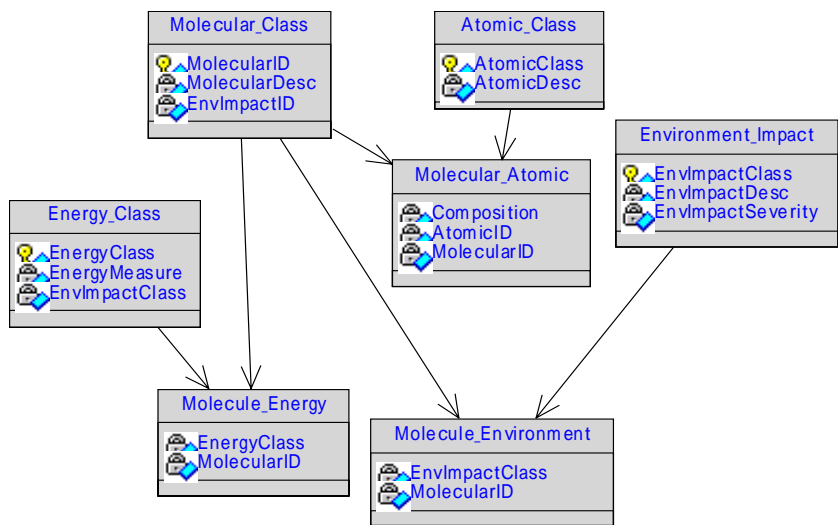 Molecular_Class
MolecularID
MolecularDesc
EnvImpactID
Atomic_Class
AtomicClass
AtomicDesc
Environment_Impact
EnvImpactClass
EnvImpactDesc
EnvImpactSeverity
Molecular_Atomic
Composition
AtomicID
MolecularID
Energy_Class
EnergyClass
EnergyMeasure
EnvImpactClass
Molecule_Energy
EnergyClass
MolecularID
Molecule_Environment
EnvImpactClass
MolecularID